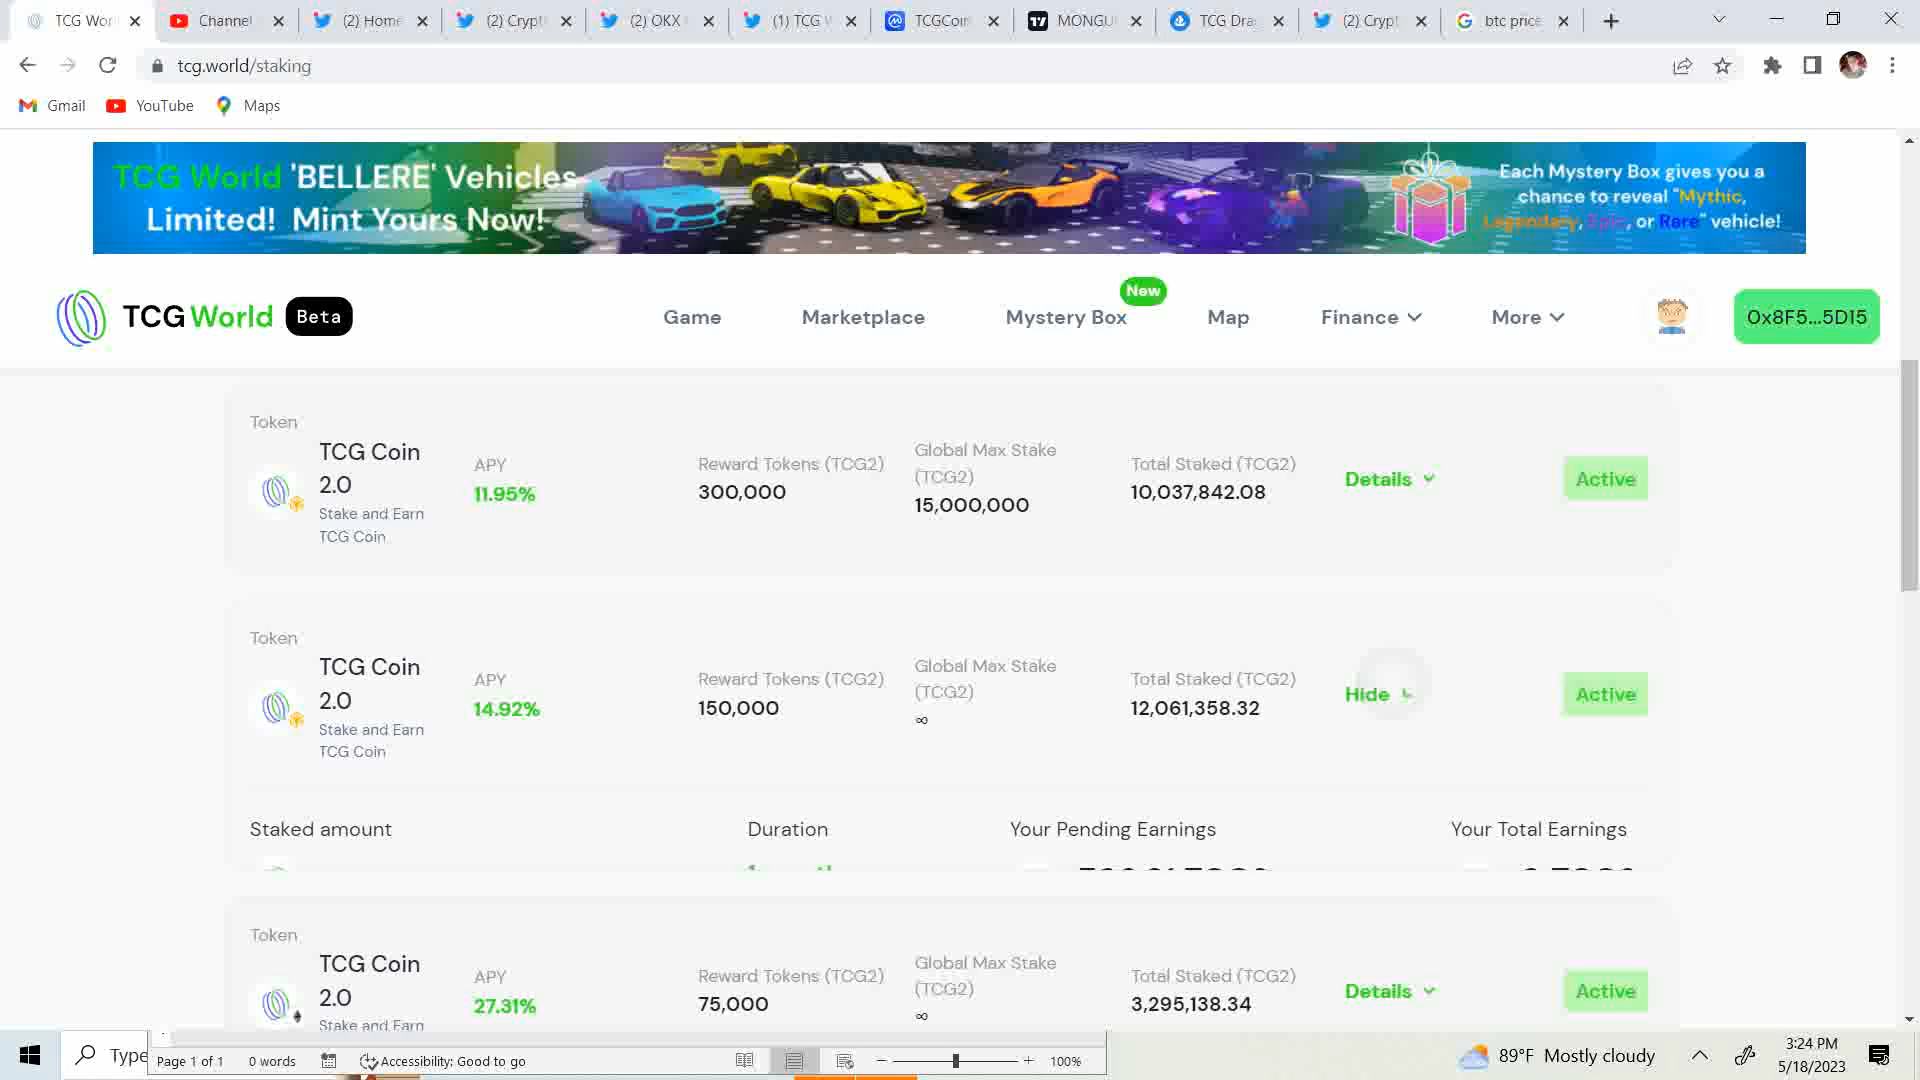 TCG Wor
Channel
(2) Home
(2) Crypt
(2) OKX
(1) TCG W
TCGCoin
MONGU
TCG Dra
(2) Crypt
btc price
tcg.world/staking
Gmail
YouTube
Maps
TCG World 'BELLERE' Vehicles
Limited! Mint Yours Now!
Each Mystery Box gives you a
chance to reveal "Mythic,
Legendary, Epic, or Rare" vehicle!
TCG World
Beta
Game
Marketplace
Mystery Box
New
Map
Finance
More
0x8F5...5D15
Token
TCG Coin
2.0
Stake and Earn
TCG Coin
APY
11.95%
Reward Tokens (TCG2)
300,000
Global Max Stake
(TCG2)
15,000,000
Total Staked (TCG2)
10,037,842.08
Details
Active
Token
TCG Coin
2.0
Stake and Earn
TCG Coin
APY
14.92%
Reward Tokens (TCG2)
150,000
Global Max Stake
(TCG2)
∞
Total Staked (TCG2)
12,061,358.32
Hide
Active
Staked amount
Duration
Your Pending Earnings
Your Total Earnings
Token
TCG Coin
2.0
Stake and Earn
APY
27.31%
Reward Tokens (TCG2)
75,000
Global Max Stake
(TCG2)
∞
Total Staked (TCG2)
3,295,138.34
Details
Active
Type
Page 1 of 1
0 words
Accessibility: Good to go
100%
89°F Mostly cloudy
3:24 PM
5/18/2023